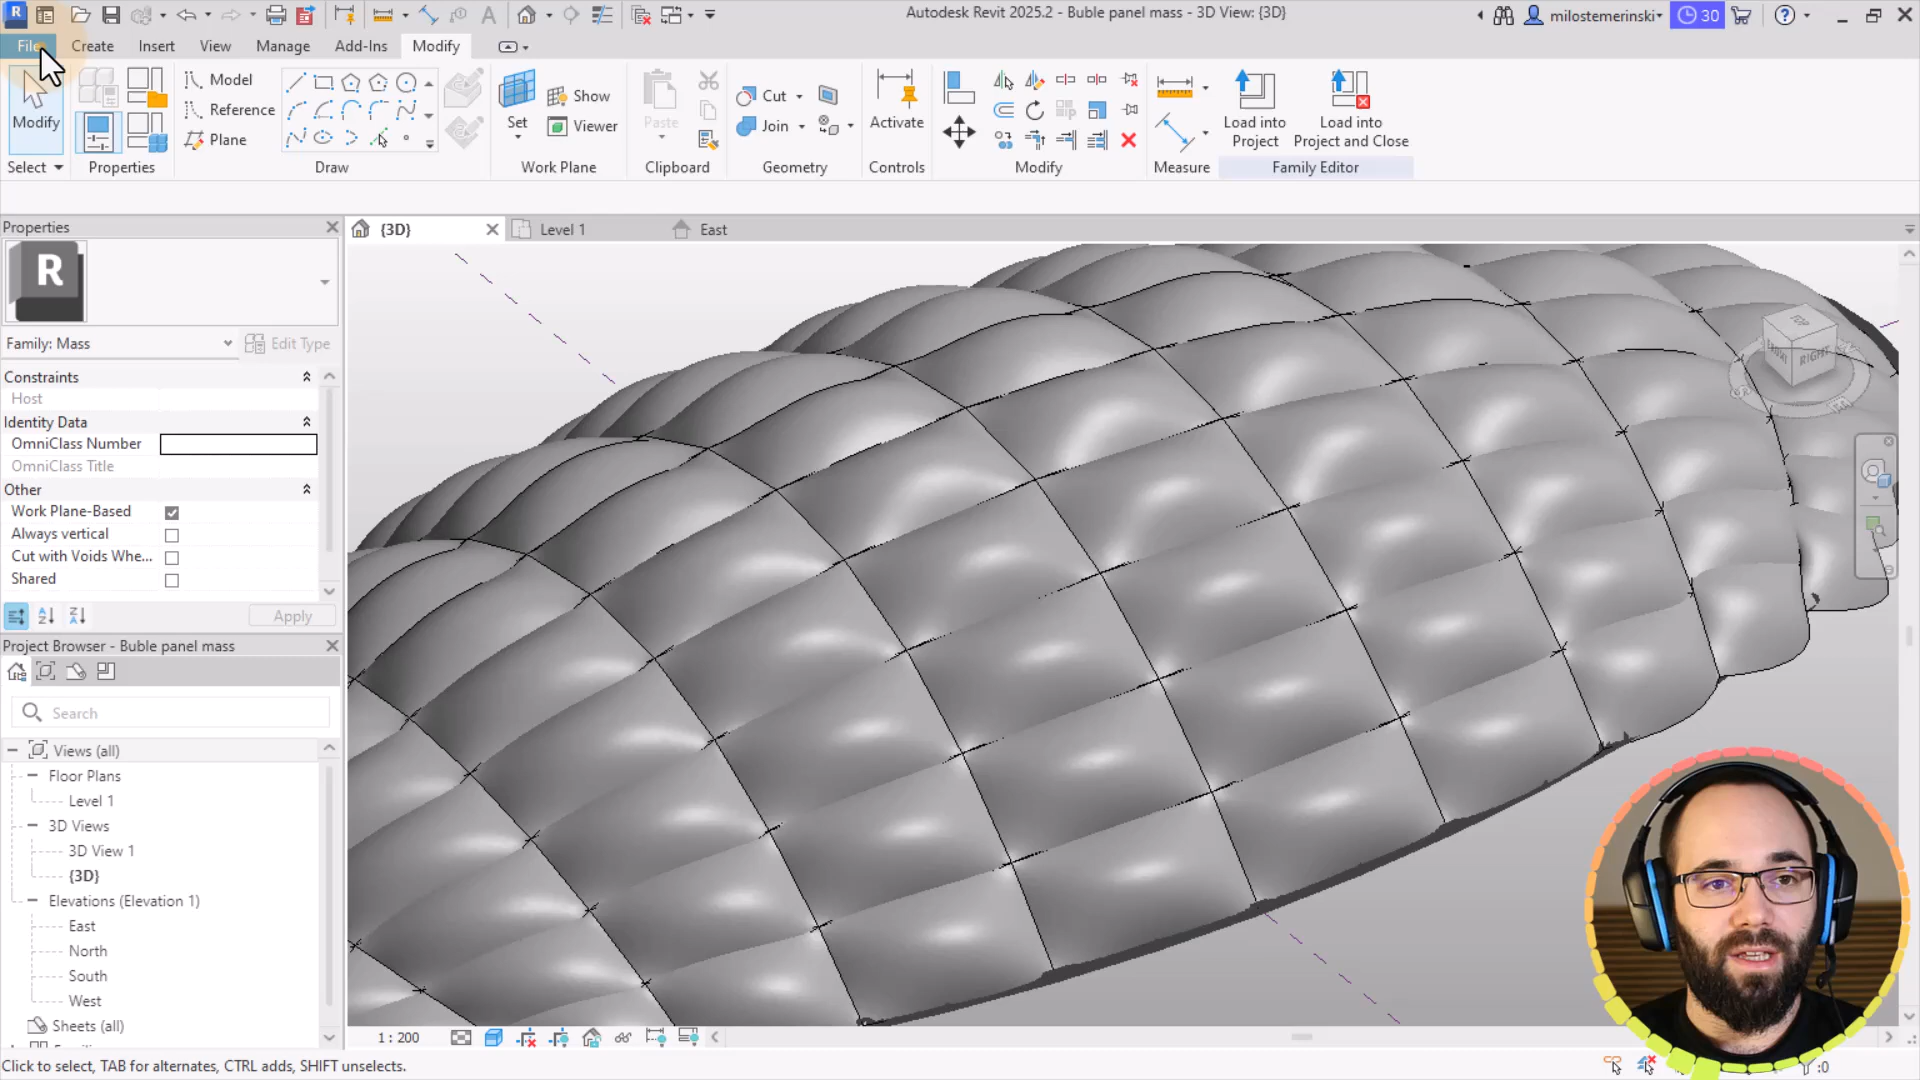 Autodesk Revit 2025.2 - Buble panel mass - 3D View: {3D}
milostemerinski
30
File
Create
Insert
View
Manage
Add-Ins
Modify
Modify
Select
Properties
Model
Reference
Plane
Draw
Set
Show
Viewer
Work Plane
Paste
Clipboard
Cut
Join
Geometry
Activate
Controls
Modify
Measure
Load into
Project
Load into
Project and Close
Family Editor
Properties
{3D}
Level 1
East
R
Family: Mass
Edit Type
Constraints
Host
Identity Data
OmniClass Number
OmniClass Title
Other
Work Plane-Based
Always vertical
Cut with Voids Whe...
Shared
Apply
Project Browser - Buble panel mass
Search
Views (all)
Floor Plans
Level 1
3D Views
3D View 1
{3D}
Elevations (Elevation 1)
East
North
South
West
Sheets (all)
TOP
FRONT
RIGHT
1 : 200
Click to select, TAB for alternates, CTRL adds, SHIFT unselects.
:0